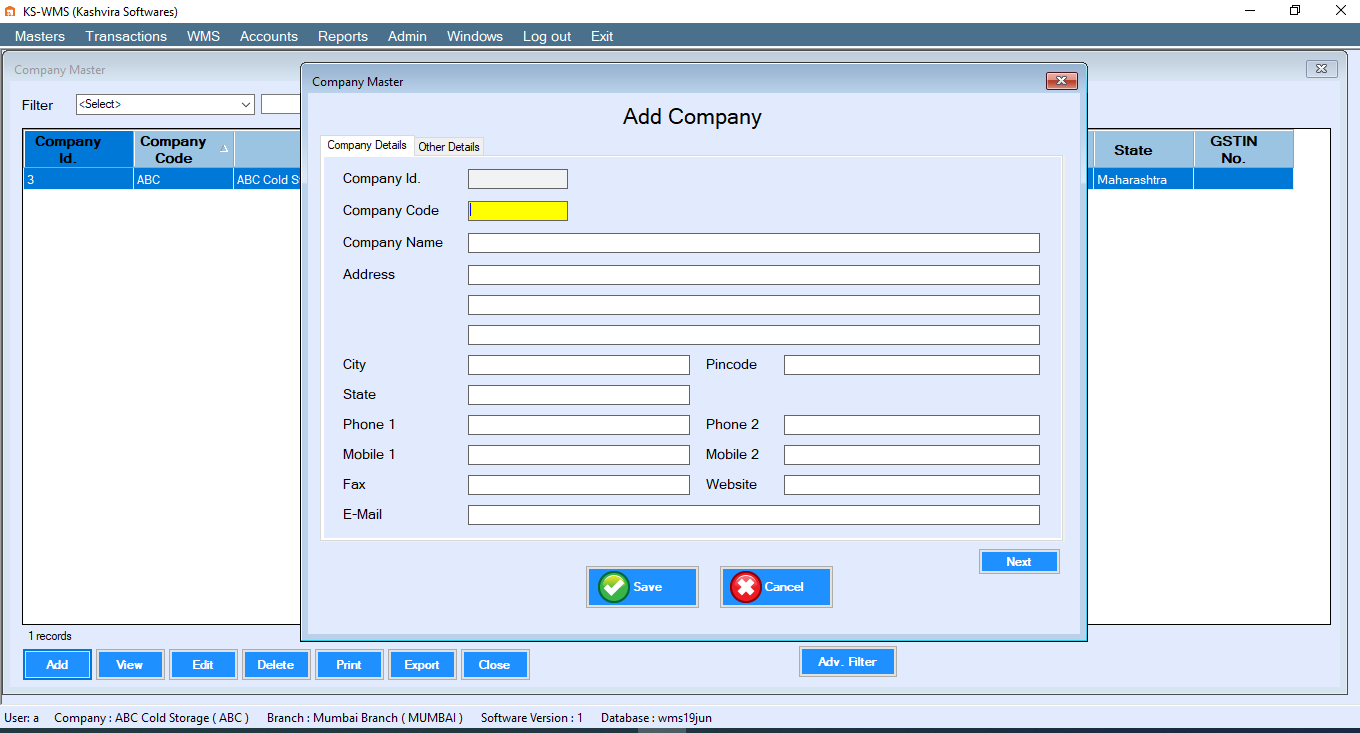 KS-WMS (Kashvira Softwares)
Masters Transactions WMS Accounts Reports Admin Windows Log out Exit
Company Master
Filter <Select>
Company Id. Company Code State GSTIN No.
3 ABC ABC Cold S Maharashtra
Company Master
Add Company
Company Details Other Details
Company Id.
Company Code
Company Name
Address
City Pincode
State
Phone 1 Phone 2
Mobile 1 Mobile 2
Fax Website
E-Mail
Next
Save Cancel
1 records
Add View Edit Delete Print Export Close Adv. Filter
User: a Company : ABC Cold Storage ( ABC ) Branch : Mumbai Branch ( MUMBAI ) Software Version : 1 Database : wms19jun